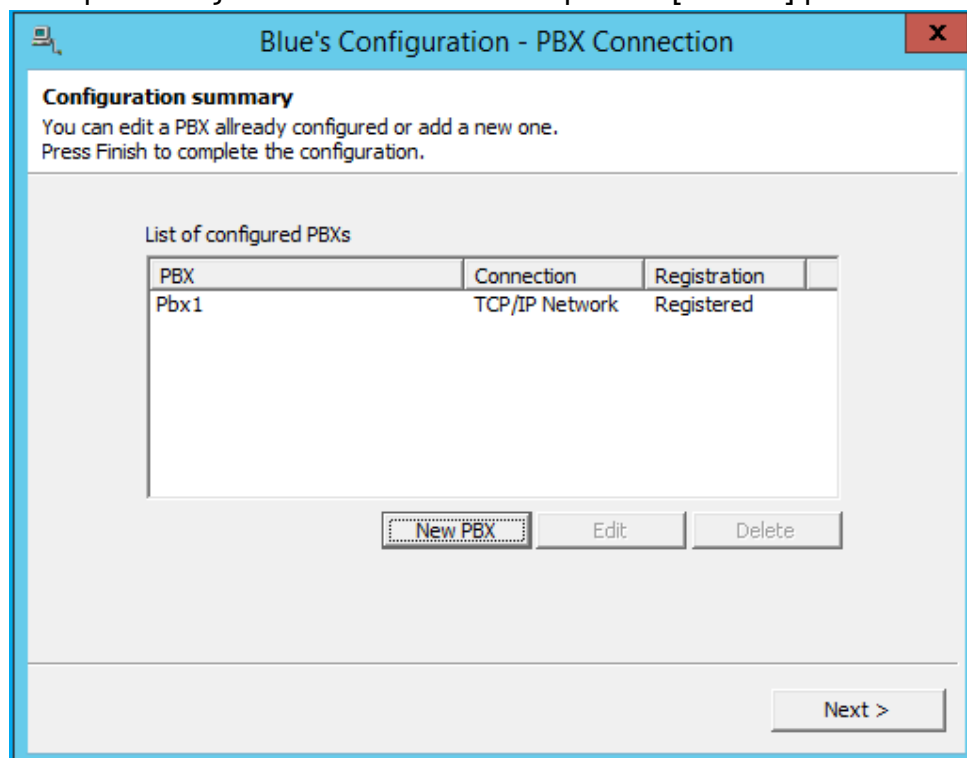 Blue's Configuration - PBX Connection
x
Configuration summary
You can edit a PBX allready configured or add a new one.
Press Finish to complete the configuration.
List of configured PBXs
PBX Connection Registration
Pbx1 TCP/IP Network Registered
New PBX Edit Delete
Next >